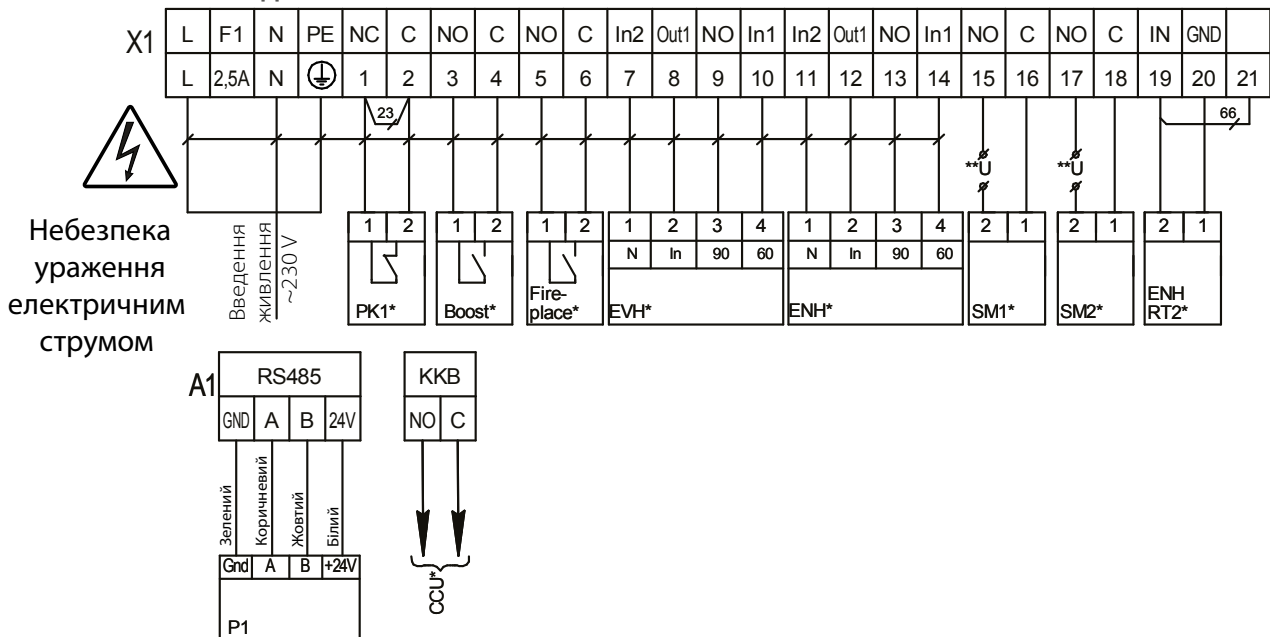 X1
L F1 N PE NC C NO C NO C In2 Out1 NO In1 In2 Out1 NO In1 NO C NO C IN GND
L 2,5A N 1 2 3 4 5 6 7 8 9 10 11 12 13 14 15 16 17 18 19 20 21
23
66
**U
**U
Небезпека
ураження
електричним
струмом
Введення
живлення
~230 V
1 2 1 2 1 2 1 2 3 4 1 2 3 4 2 1 2 1 2 1
N In 90 60 N In 90 60
PK1*
Boost*
Fire-
place*
EVH*
ENH*
SM1*
SM2*
ENH
RT2*
A1
RS485
GND A B 24V
Зелений
Коричневий
Жовтий
Білий
Gnd A B +24V
P1
ККВ
NO C
CCU*